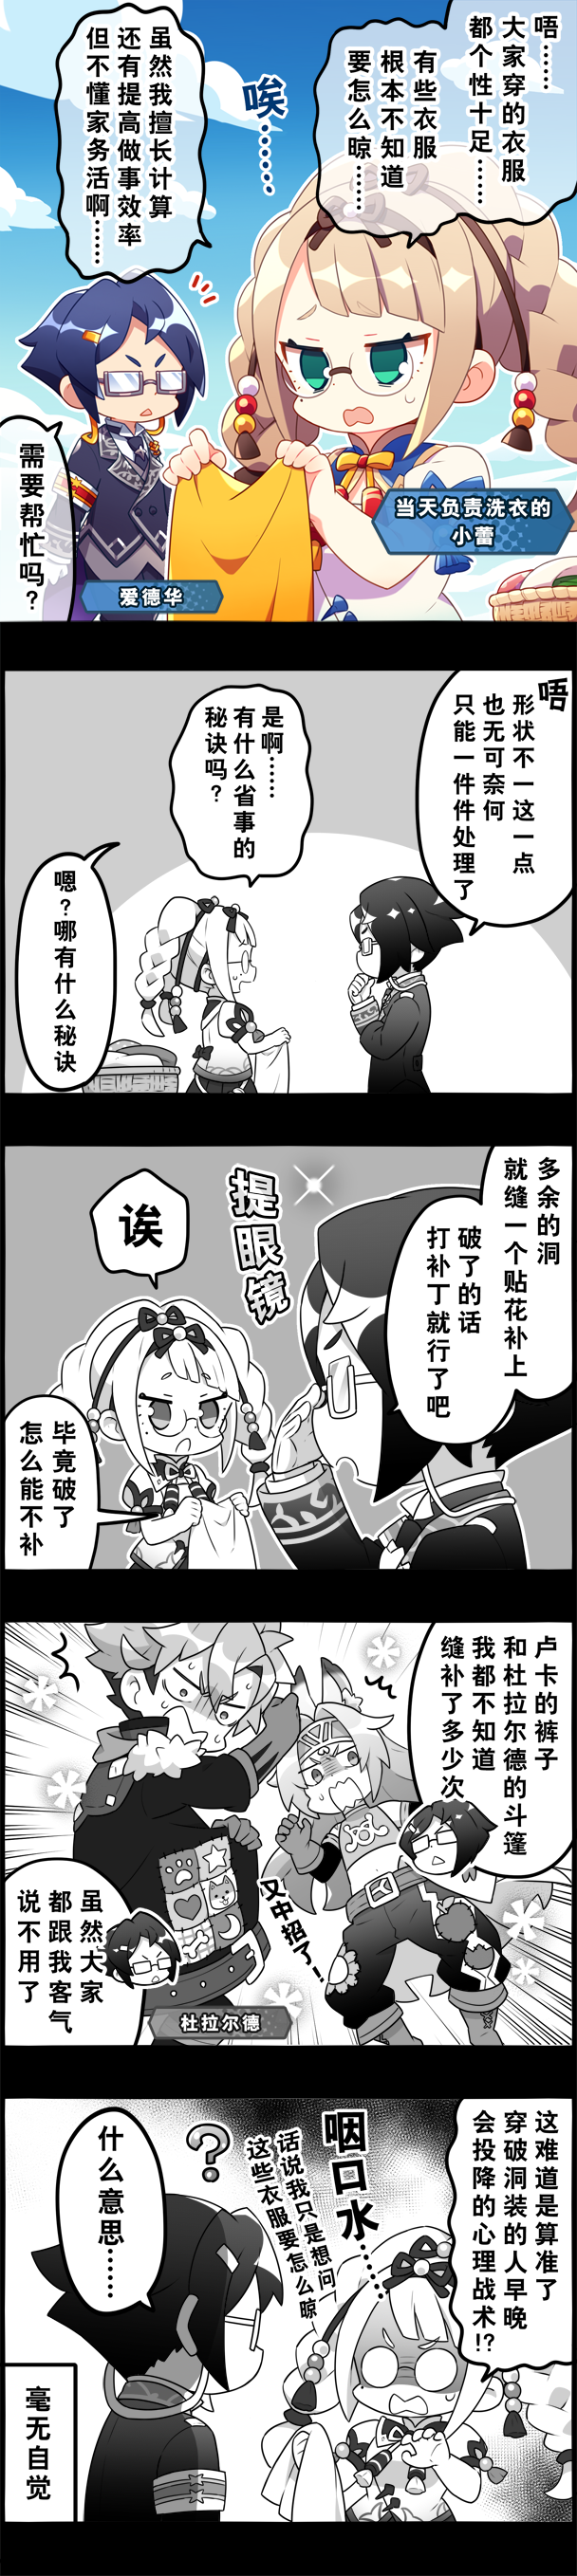 唔……
大家穿的衣服
都个性十足……
有些衣服
根本不知道
要怎么晾……
唉……
虽然我擅长计算
还有提高做事效率
但不懂家务活啊……
需要帮忙吗？
当天负责洗衣的
小蕾
爱德华
唔
形状不一这一点
也无可奈何
只能一件件处理了
是啊……
有什么省事的
秘诀吗？
嗯？哪有什么秘诀
多余的洞
就缝一个贴花补上
破了的话
打补丁就行了吧
提眼镜
诶
毕竟破了
怎么能不补
卢卡的裤子
和杜拉尔德的斗篷
我都不知道
缝补了多少次
又中招了！
虽然大家
都跟我客气
说不用了
杜拉尔德
这难道是算准了
穿破洞装的人早晚
会投降的心理战术!?
咽口水……
话说我只是想问
这些衣服要怎么晾
？
什么意思……
毫无自觉